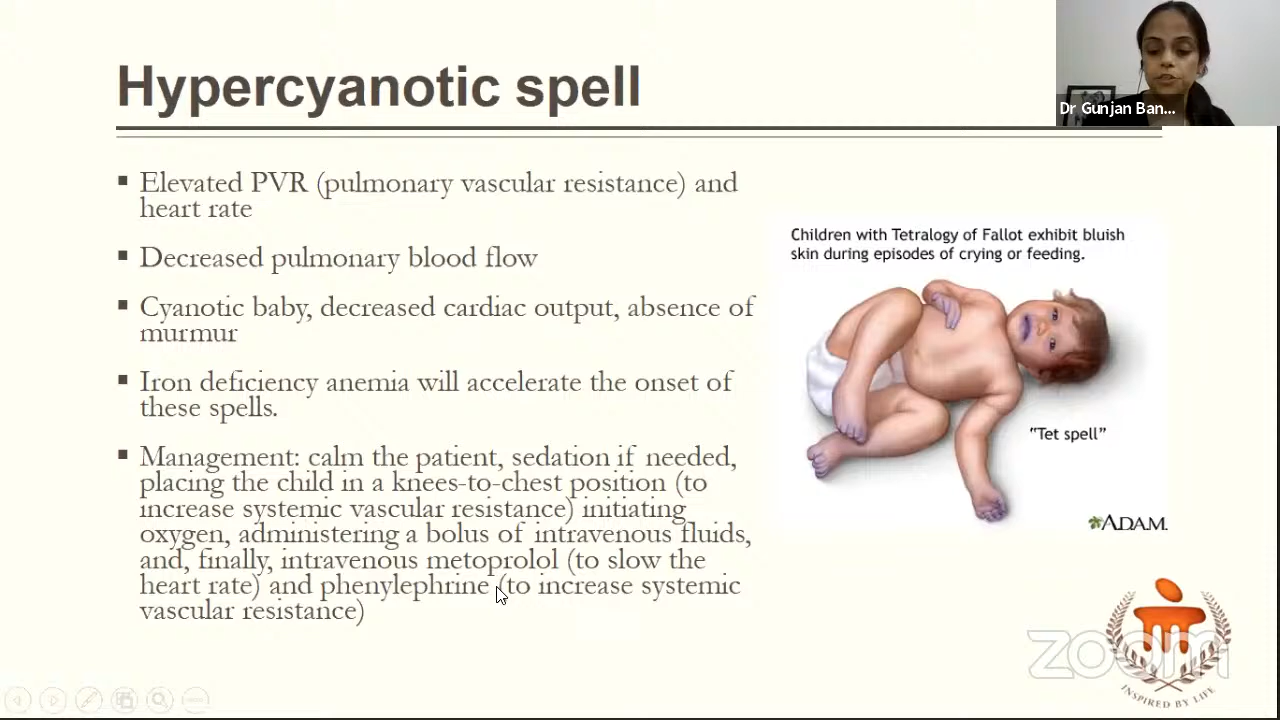 Hypercyanotic spell
Dr Gunjan Ban...
▪ Elevated PVR (pulmonary vascular resistance) and
heart rate
▪ Decreased pulmonary blood flow
▪ Cyanotic baby, decreased cardiac output, absence of
murmur
▪ Iron deficiency anemia will accelerate the onset of
these spells.
▪ Management: calm the patient, sedation if needed,
placing the child in a knees-to-chest position (to
increase systemic vascular resistance) initiating
oxygen, administering a bolus of intravenous fluids,
and, finally, intravenous metoprolol (to slow the
heart rate) and phenylephrine (to increase systemic
vascular resistance)
Children with Tetralogy of Fallot exhibit bluish
skin during episodes of crying or feeding.
“Tet spell”
ADAM.
zoom
INSPIRED BY LIFE